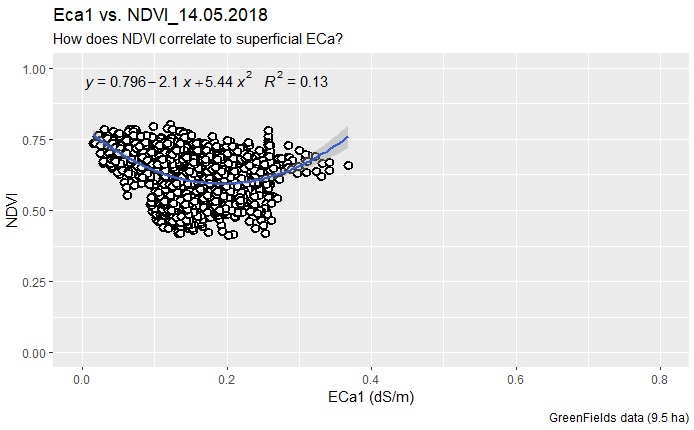 Eca1 vs. NDVI_14.05.2018
How does NDVI correlate to superficial ECa?
y = 0.796 − 2.1 x + 5.44 x² R² = 0.13
1.00
0.75
0.50
0.25
0.00
NDVI
0.0 0.2 0.4 0.6 0.8
ECa1 (dS/m)
GreenFields data (9.5 ha)